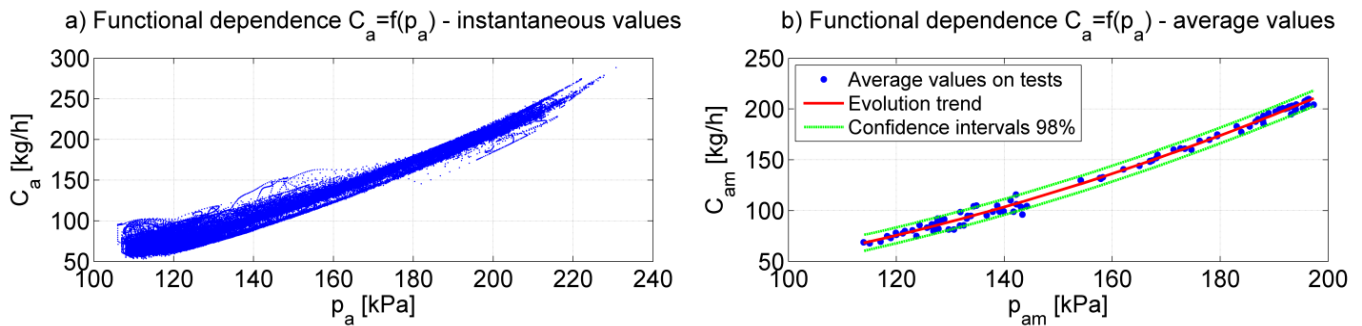 a) Functional dependence C_a=f(p_a) - instantaneous values
300
250
200
150
100
50
C_a [kg/h]
100 120 140 160 180 200 220 240
p_a [kPa]
b) Functional dependence C_a=f(p_a) - average values
250
200
150
100
50
C_am [kg/h]
Average values on tests
Evolution trend
Confidence intervals 98%
100 120 140 160 180 200
p_am [kPa]